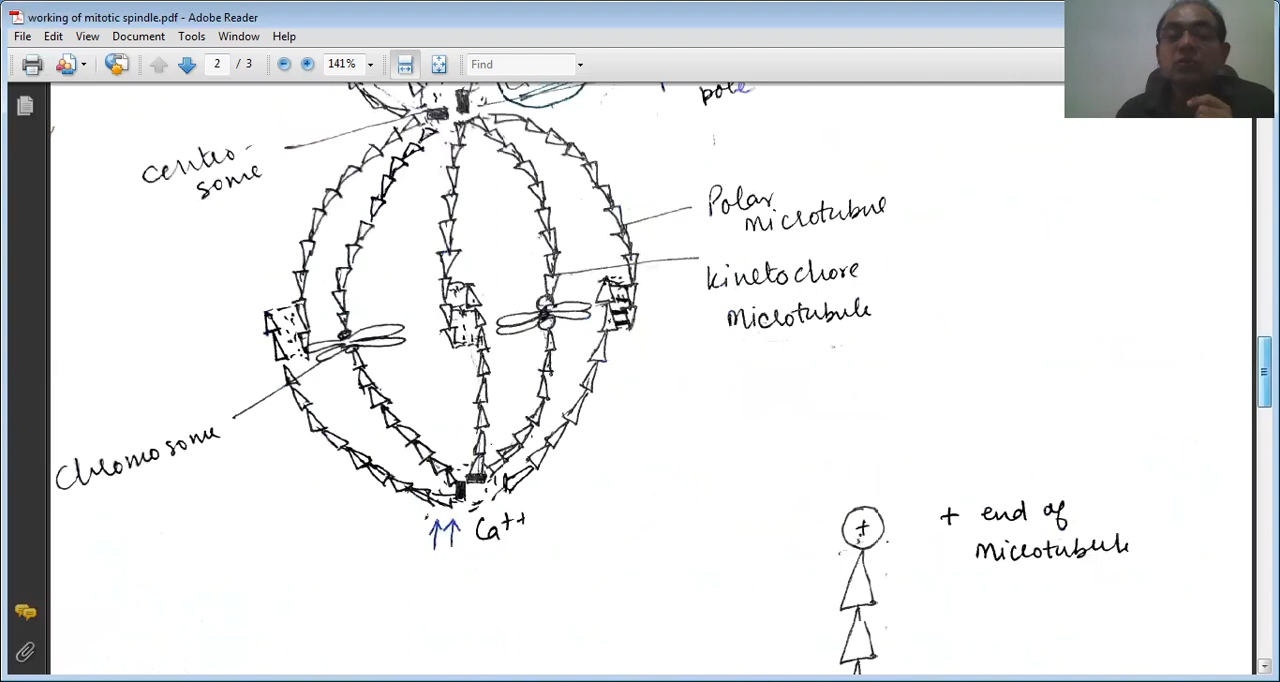 working of mitotic spindle.pdf - Adobe Reader
File Edit View Document Tools Window Help
2 / 3 141% Find
pole
centro-
some
Polar
microtubule
kinetochore
microtubule
chromosome
↑↑ Ca++
+
+ end of
microtubule